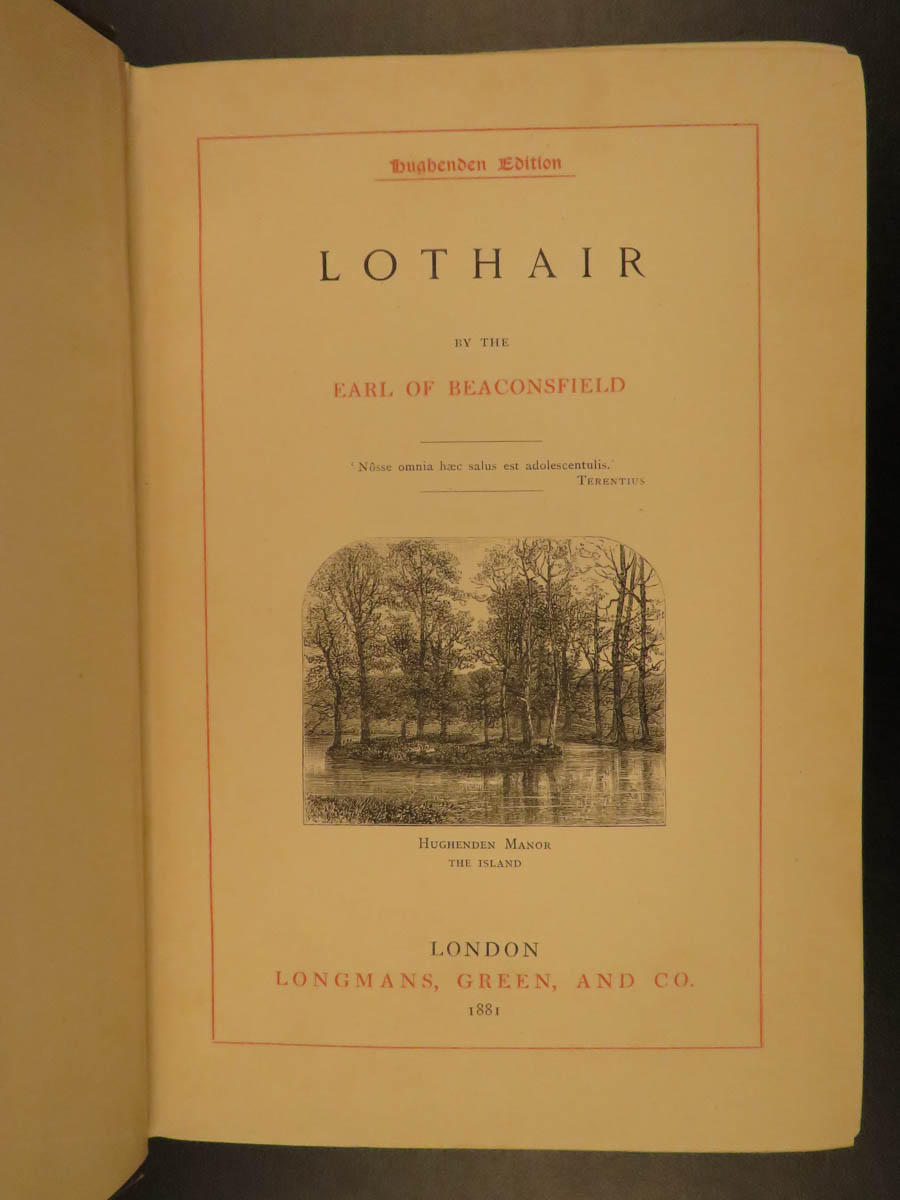 Hughenden Edition
LOTHAIR
BY THE
EARL OF BEACONSFIELD
'Nôsse omnia hæc salus est adolescentulis.'
TERENTIUS
HUGHENDEN MANOR
THE ISLAND
LONDON
LONGMANS, GREEN, AND CO.
1881